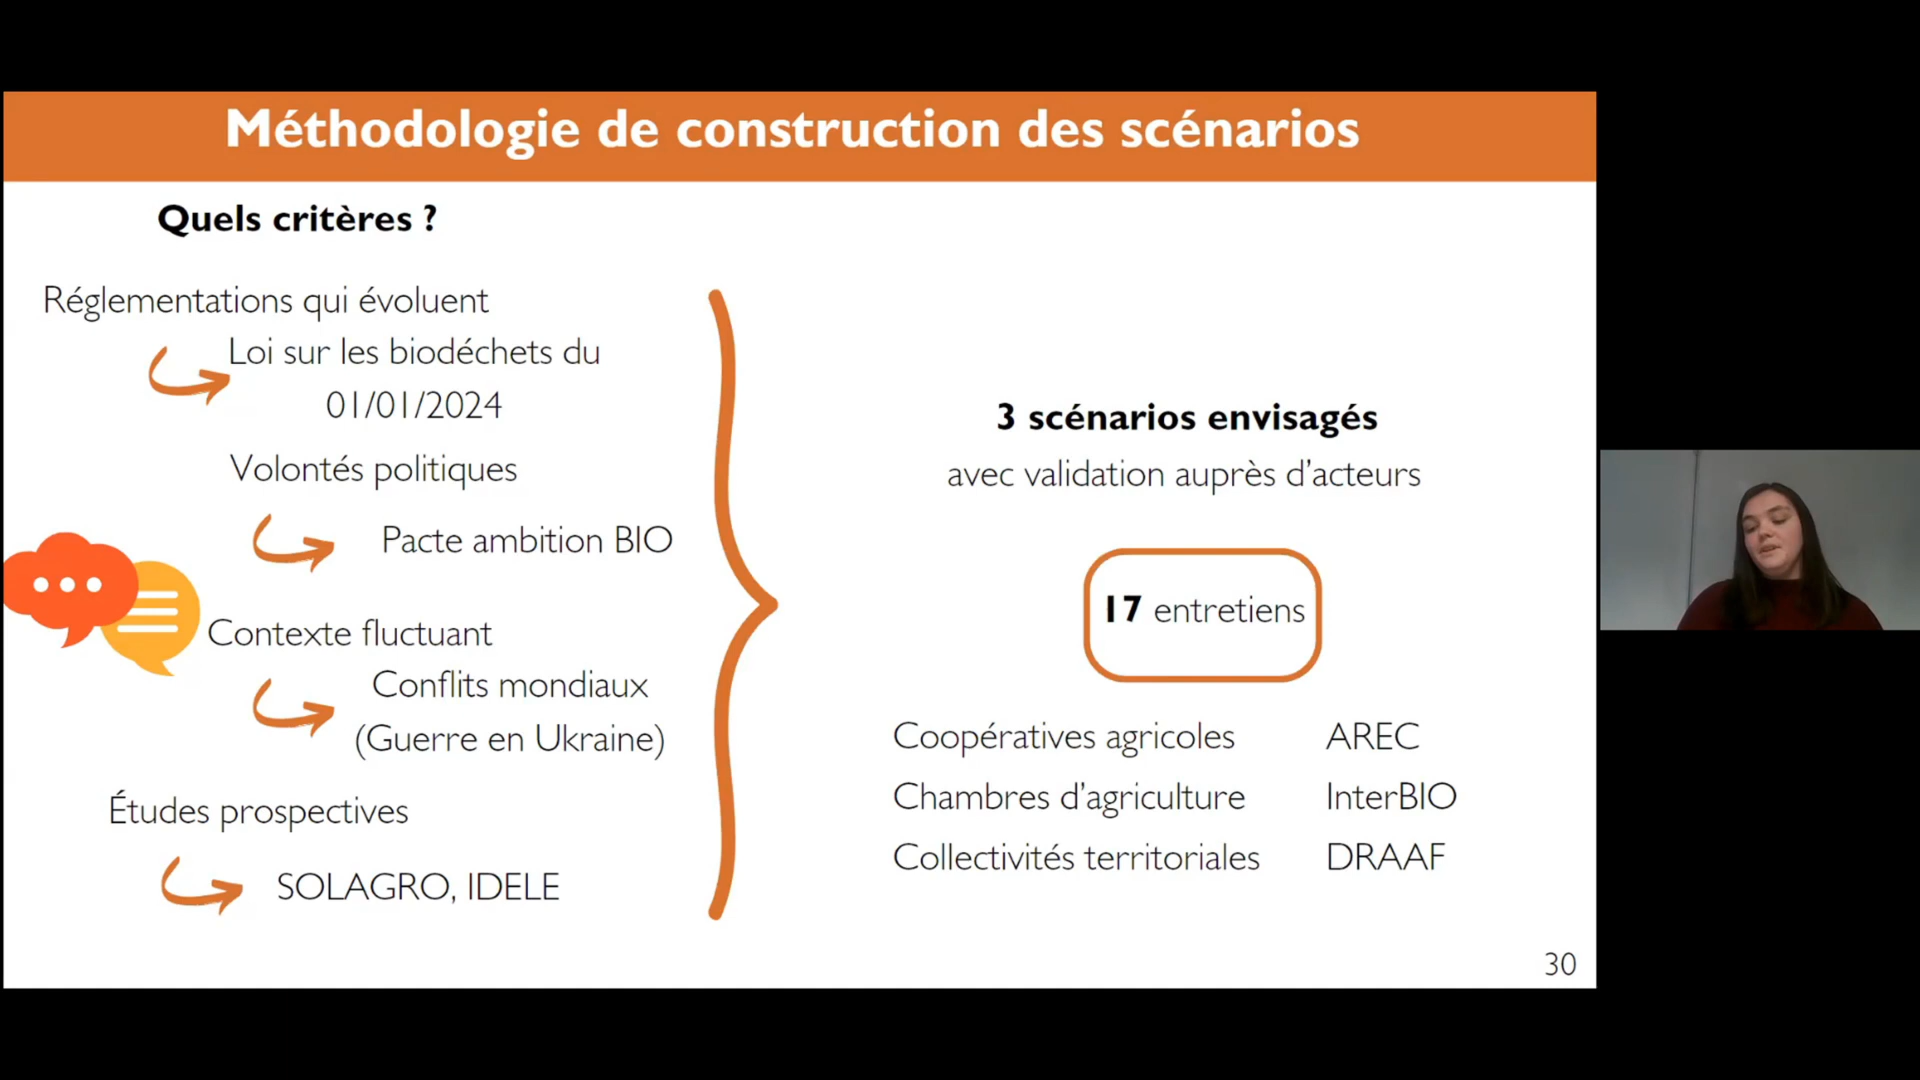 Méthodologie de construction des scénarios
Quels critères ?
Réglementations qui évoluent
Loi sur les biodéchets du
01/01/2024
Volontés politiques
Pacte ambition BIO
Contexte fluctuant
Conflits mondiaux
(Guerre en Ukraine)
Études prospectives
SOLAGRO, IDELE
3 scénarios envisagés
avec validation auprès d’acteurs
17 entretiens
Coopératives agricoles
AREC
Chambres d’agriculture
InterBIO
Collectivités territoriales
DRAAF
30